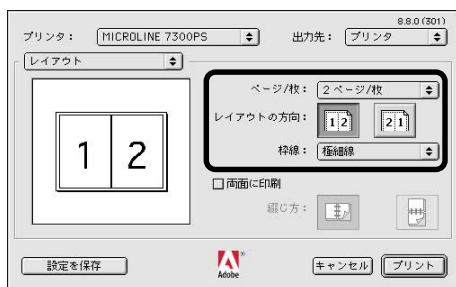 8.8.0 (301)
プリンタ： MICROLINE 7300PS 出力先： プリンタ
レイアウト
ページ/枚： 2 ページ/枚
レイアウトの方向： 1 2 2 1
枠線： 極細線
1 2
両面に印刷
綴じ方：
設定を保存 Adobe キャンセル プリント